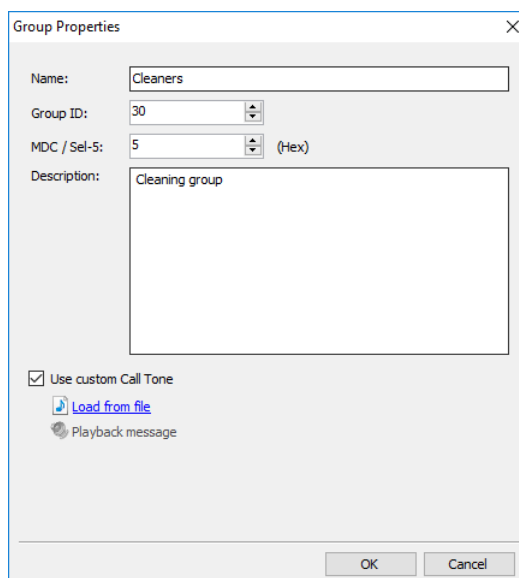 Group Properties
Name: Cleaners
Group ID: 30
MDC / Sel-5: 5 (Hex)
Description: Cleaning group
Use custom Call Tone
Load from file
Playback message
OK Cancel